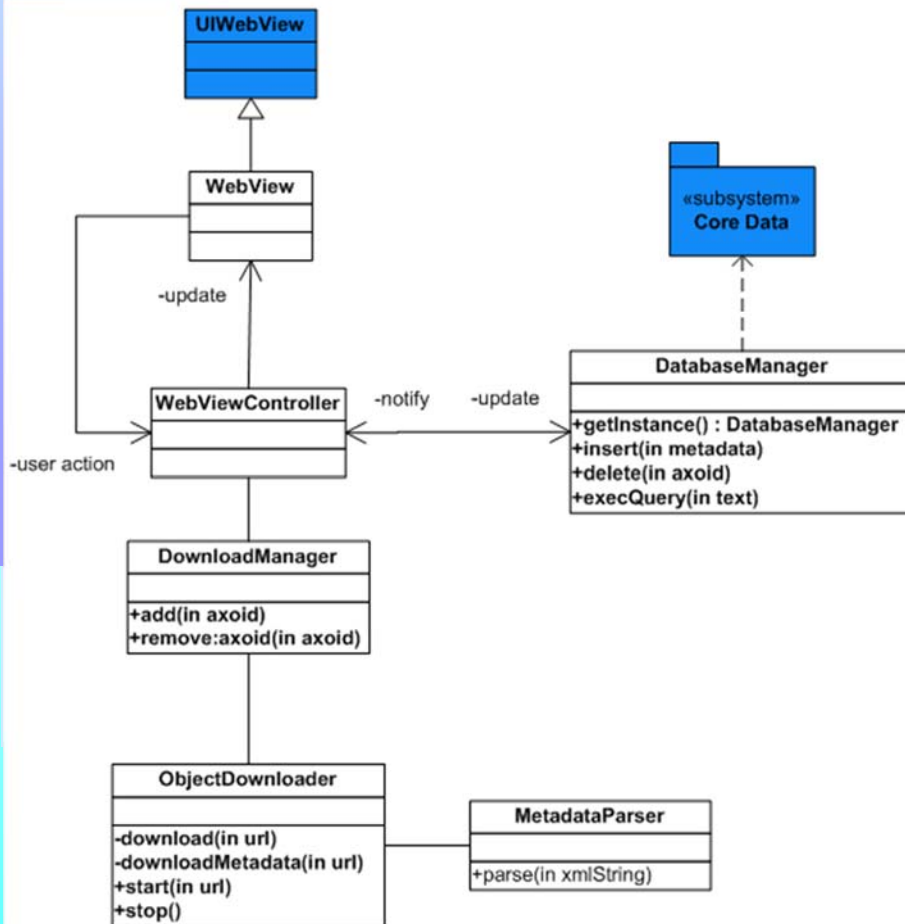 UIWebView
WebView
«subsystem»
Core Data
-update
DatabaseManager
WebViewController
-notify
-update
+getInstance() : DatabaseManager
+insert(in metadata)
+delete(in axoid)
+execQuery(in text)
-user action
DownloadManager
+add(in axoid)
+remove:axoid(in axoid)
ObjectDownloader
-download(in url)
-downloadMetadata(in url)
+start(in url)
+stop()
MetadataParser
+parse(in xmlString)